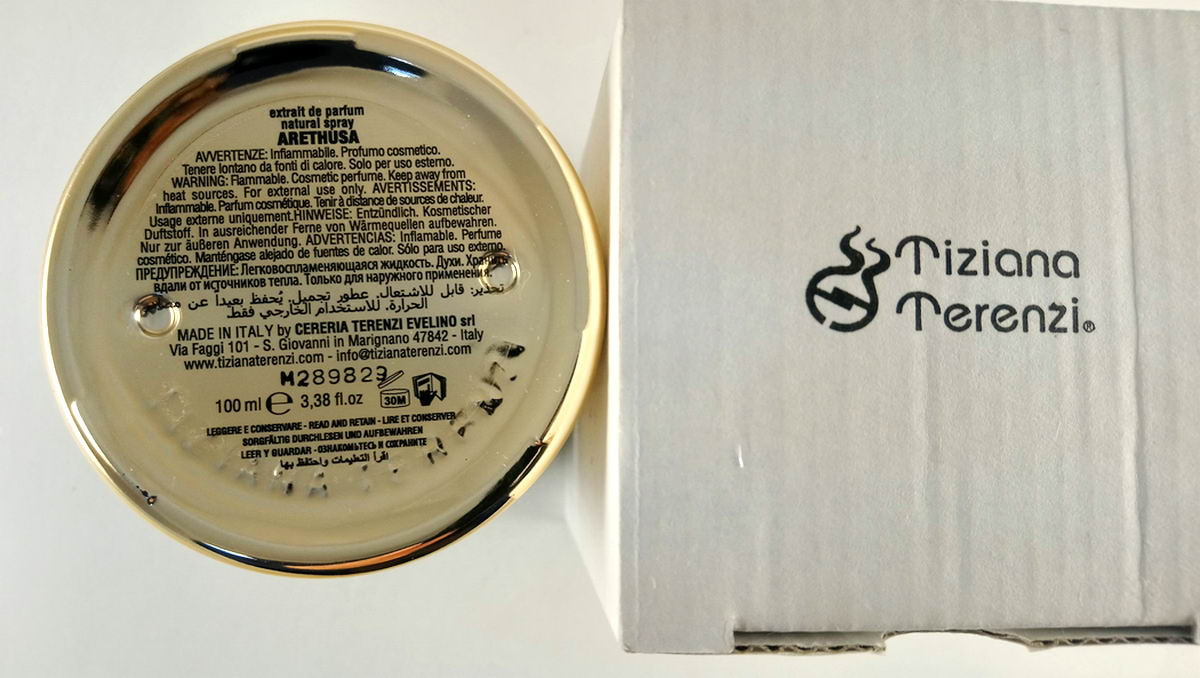 extrait de parfum
natural spray
ARETHUSA
AVVERTENZE: Infiammabile. Profumo cosmetico.
Tenere lontano da fonti di calore. Solo per uso esterno.
WARNING: Flammable. Cosmetic perfume. Keep away from
heat sources. For external use only. AVERTISSEMENTS:
Inflammable. Parfum cosmétique. Tenir à distance de sources de chaleur.
Usage externe uniquement.HINWEISE: Entzündlich. Kosmetischer
Duftstoff. In ausreichender Ferne von Wärmequellen aufbewahren.
Nur zur äußeren Anwendung. ADVERTENCIAS: Inflamable. Perfume
cosmético. Manténgase alejado de fuentes de calor. Sólo para uso externo.
ПРЕДУПРЕЖДЕНИЕ: Легковоспламеняющаяся жидкость. Духи. Хранить
вдали от источников тепла. Только для наружного применения.
تحذير: قابل للاشتعال. عطور تجميل. يُحفظ بعيداً عن
الحرارة. للاستخدام الخارجي فقط.
MADE IN ITALY by CERERIA TERENZI EVELINO srl
Via Faggi 101 - S. Giovanni in Marignano 47842 - Italy
www.tizianaterenzi.com - info@tizianaterenzi.com
M289829
100 ml e 3,38 fl.oz 30M
LEGGERE E CONSERVARE - READ AND RETAIN - LIRE ET CONSERVER
SORGFÄLTIG DURCHLESEN UND AUFBEWAHREN
LEER Y GUARDAR - ОЗНАКОМЬТЕСЬ И СОХРАНИТЕ
اقرأ التعليمات واحتفظ بها
Tiziana
Terenzi®